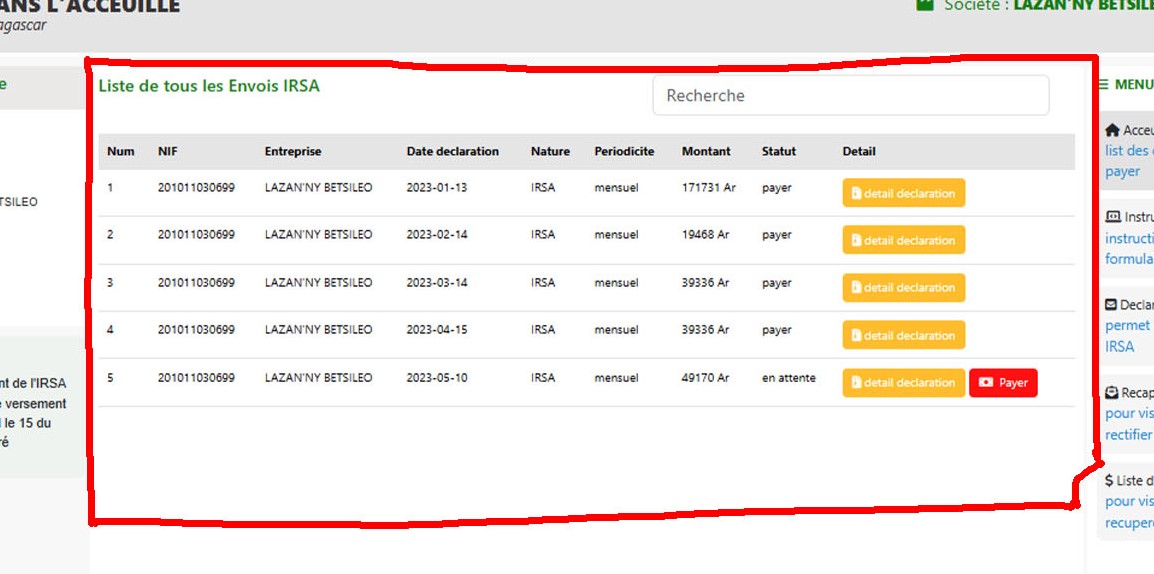 ANS L'ACCEUILLE
agascar
Société : LAZAN'NY BETSILE
e
TSILEO
nt de l'IRSA
versement
le 15 du
ré
Liste de tous les Envois IRSA
Recherche
Num NIF Entreprise Date declaration Nature Periodicite Montant Statut Detail
1 201011030699 LAZAN'NY BETSILEO 2023-01-13 IRSA mensuel 171731 Ar payer detail declaration
2 201011030699 LAZAN'NY BETSILEO 2023-02-14 IRSA mensuel 19468 Ar payer detail declaration
3 201011030699 LAZAN'NY BETSILEO 2023-03-14 IRSA mensuel 39336 Ar payer detail declaration
4 201011030699 LAZAN'NY BETSILEO 2023-04-15 IRSA mensuel 39336 Ar payer detail declaration
5 201011030699 LAZAN'NY BETSILEO 2023-05-10 IRSA mensuel 49170 Ar en attente detail declaration Payer
MENU
Acceu
list des
payer
Instru
instructi
formula
Declar
permet
IRSA
Recap
pour vis
rectifier
$ Liste d
pour vis
recuper